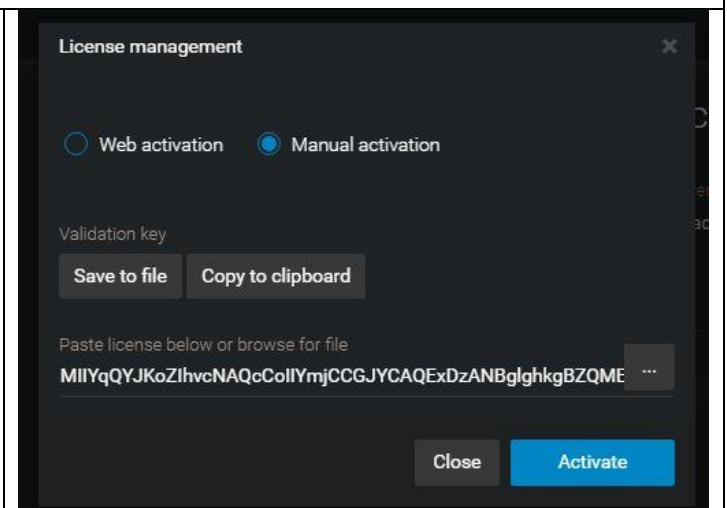 License management
Web activation Manual activation
Validation key
Save to file Copy to clipboard
Paste license below or browse for file
MIIYqQYJKoZIhvcNAQcCoIIYmjCCGJYCAQExDzANBglghkgBZQME ...
Close Activate